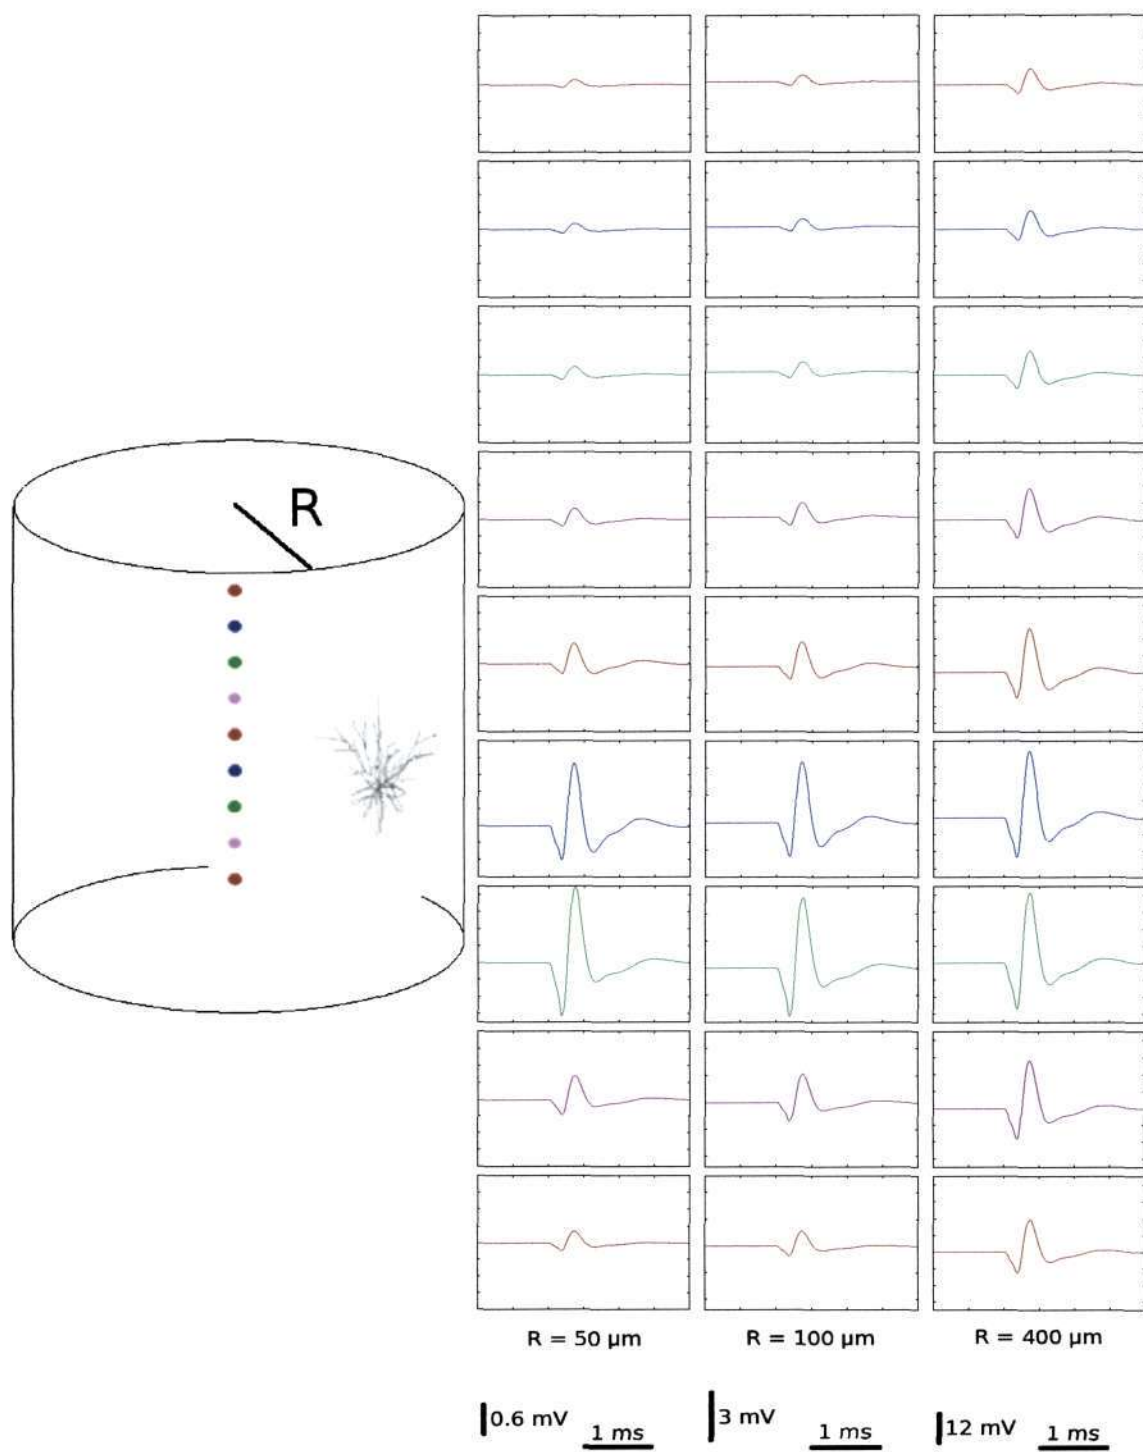 R
R = 50 μm R = 100 μm R = 400 μm
0.6 mV 1 ms 3 mV 1 ms 12 mV 1 ms